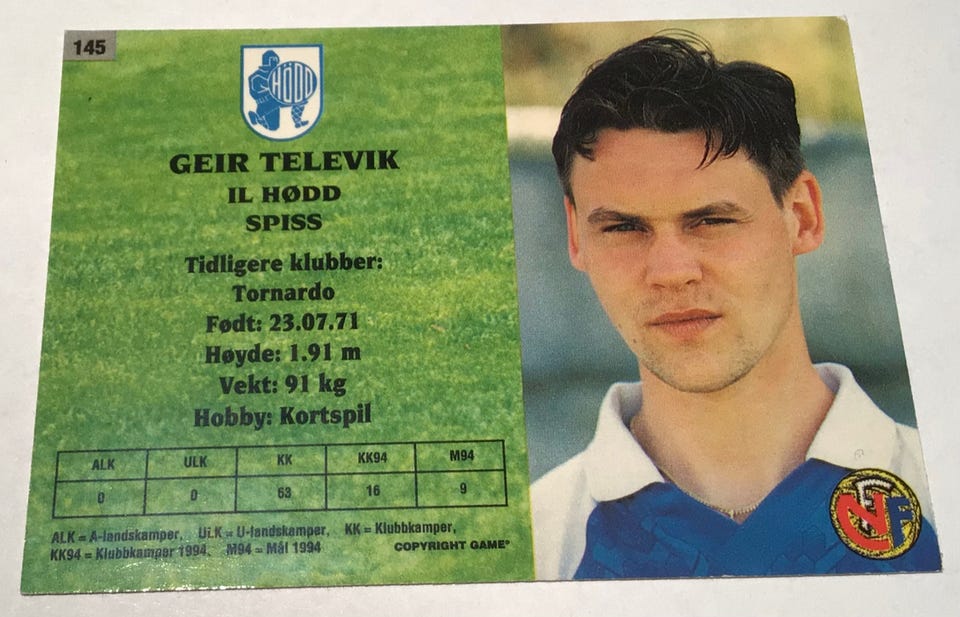 145
HÖDD
GEIR TELEVIK
IL HØDD
SPISS
Tidligere klubber:
Tornardo
Født: 23.07.71
Høyde: 1.91 m
Vekt: 91 kg
Hobby: Kortspil
ALK ULK KK KK94 M94
0 0 63 16 9
ALK = A-landskamper, ULK = U-landskamper, KK = Klubbkamper,
KK94 = Klubbkamper 1994, M94 = Mål 1994
COPYRIGHT GAME®
NFF